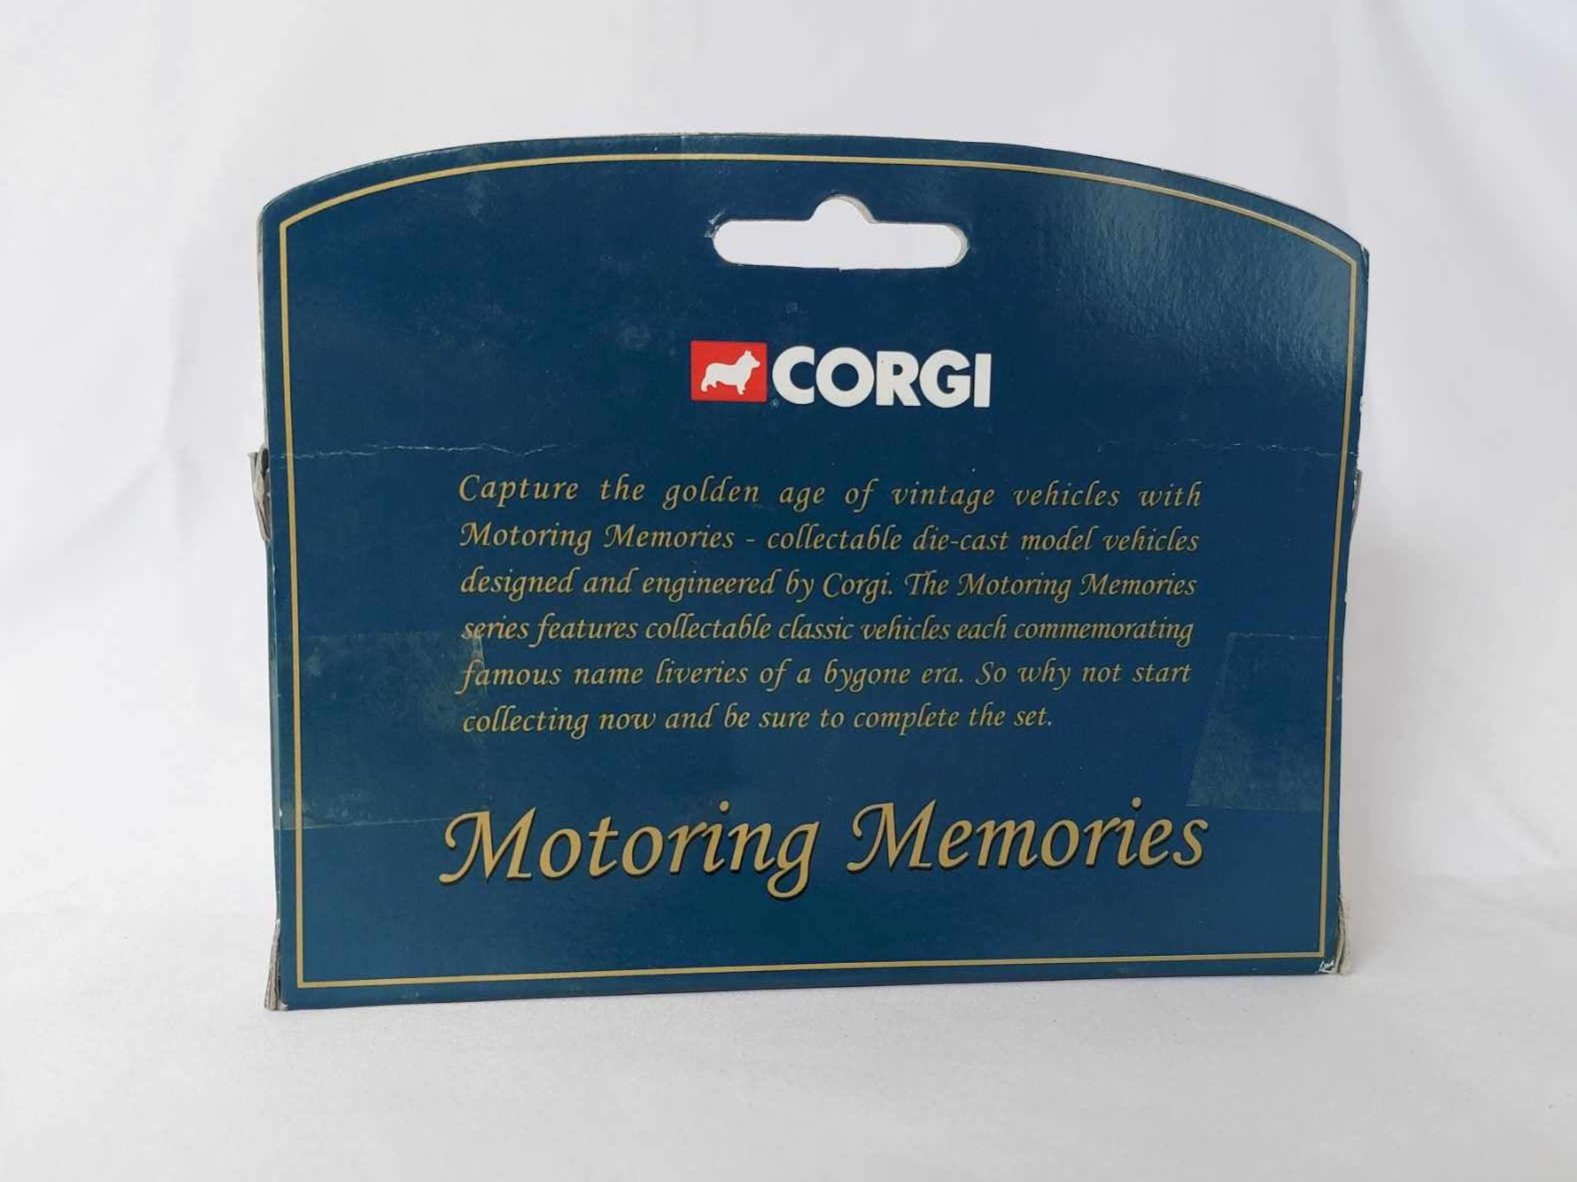 CORGI
Capture the golden age of vintage vehicles with
Motoring Memories - collectable die-cast model vehicles
designed and engineered by Corgi. The Motoring Memories
series features collectable classic vehicles each commemorating
famous name liveries of a bygone era. So why not start
collecting now and be sure to complete the set.
Motoring Memories